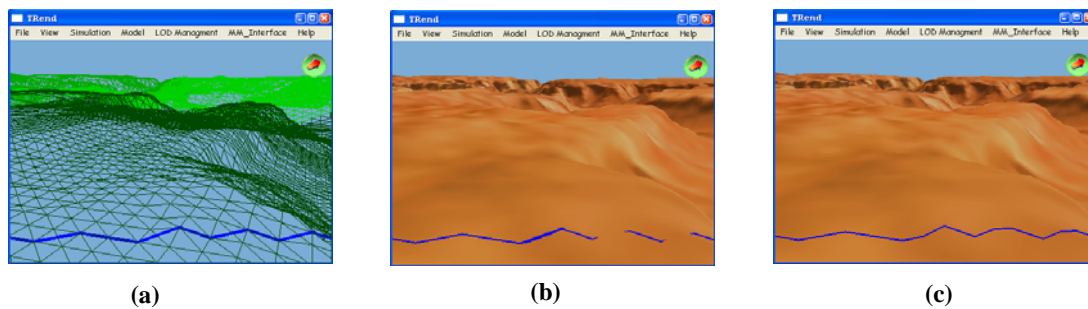 TRend
File View Simulation Model LOD Managment MM_Interface Help
TRend
File View Simulation Model LOD Managment MM_Interface Help
TRend
File View Simulation Model LOD Managment MM_Interface Help
(a)
(b)
(c)